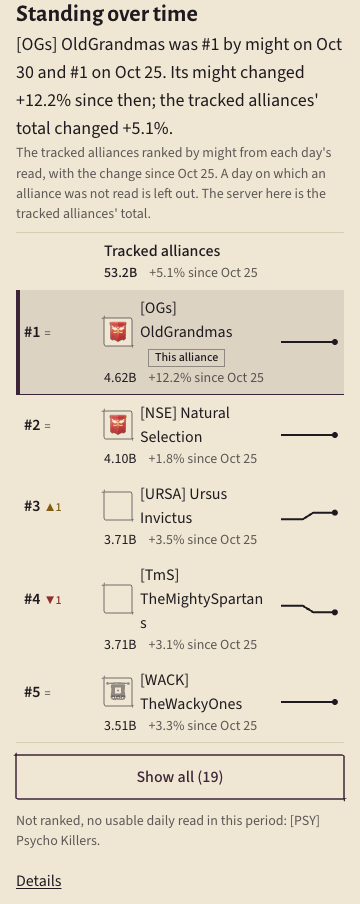 Standing over time
[OGs] OldGrandmas was #1 by might on Oct
30 and #1 on Oct 25. Its might changed
+12.2% since then; the tracked alliances'
total changed +5.1%.
The tracked alliances ranked by might from each day's
read, with the change since Oct 25. A day on which an
alliance was not read is left out. The server here is the
tracked alliances' total.
Tracked alliances
53.2B +5.1% since Oct 25
#1 =
[OGs]
OldGrandmas
This alliance
4.62B +12.2% since Oct 25
#2 =
[NSE] Natural
Selection
4.10B +1.8% since Oct 25
#3 ▲1
[URSA] Ursus
Invictus
3.71B +3.5% since Oct 25
#4 ▼1
[TmS]
TheMightySpartan
s
3.71B +3.1% since Oct 25
#5 =
[WACK]
TheWackyOnes
3.51B +3.3% since Oct 25
Show all (19)
Not ranked, no usable daily read in this period: [PSY]
Psycho Killers.
Details